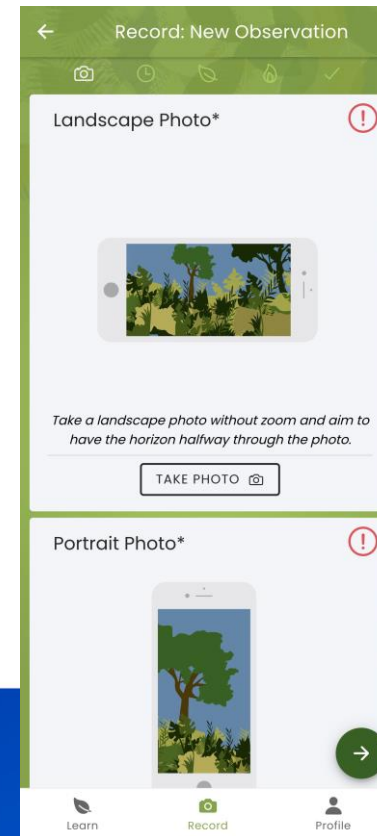 Record: New Observation
Landscape Photo*
Take a landscape photo without zoom and aim to
have the horizon halfway through the photo.
TAKE PHOTO
Portrait Photo*
Learn
Record
Profile